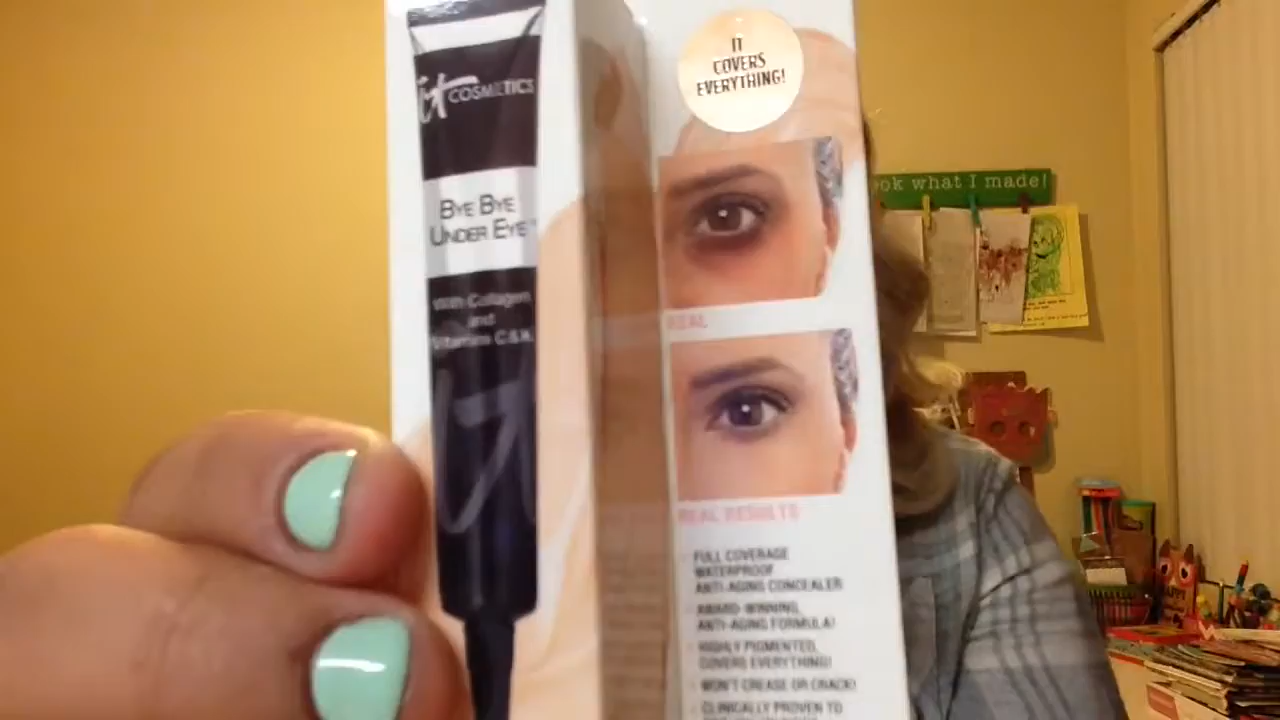 it COSMETICS
BYE BYE
UNDER EYE™
With Collagen
and
Vitamins C & K
IT
COVERS
EVERYTHING!
REAL
REAL RESULTS
· FULL COVERAGE
WATERPROOF
ANTI-AGING CONCEALER
· AWARD-WINNING,
ANTI-AGING FORMULA!
· HIGHLY PIGMENTED,
COVERS EVERYTHING!
· WON'T CREASE OR CRACK!
· CLINICALLY PROVEN TO
ok what I made!